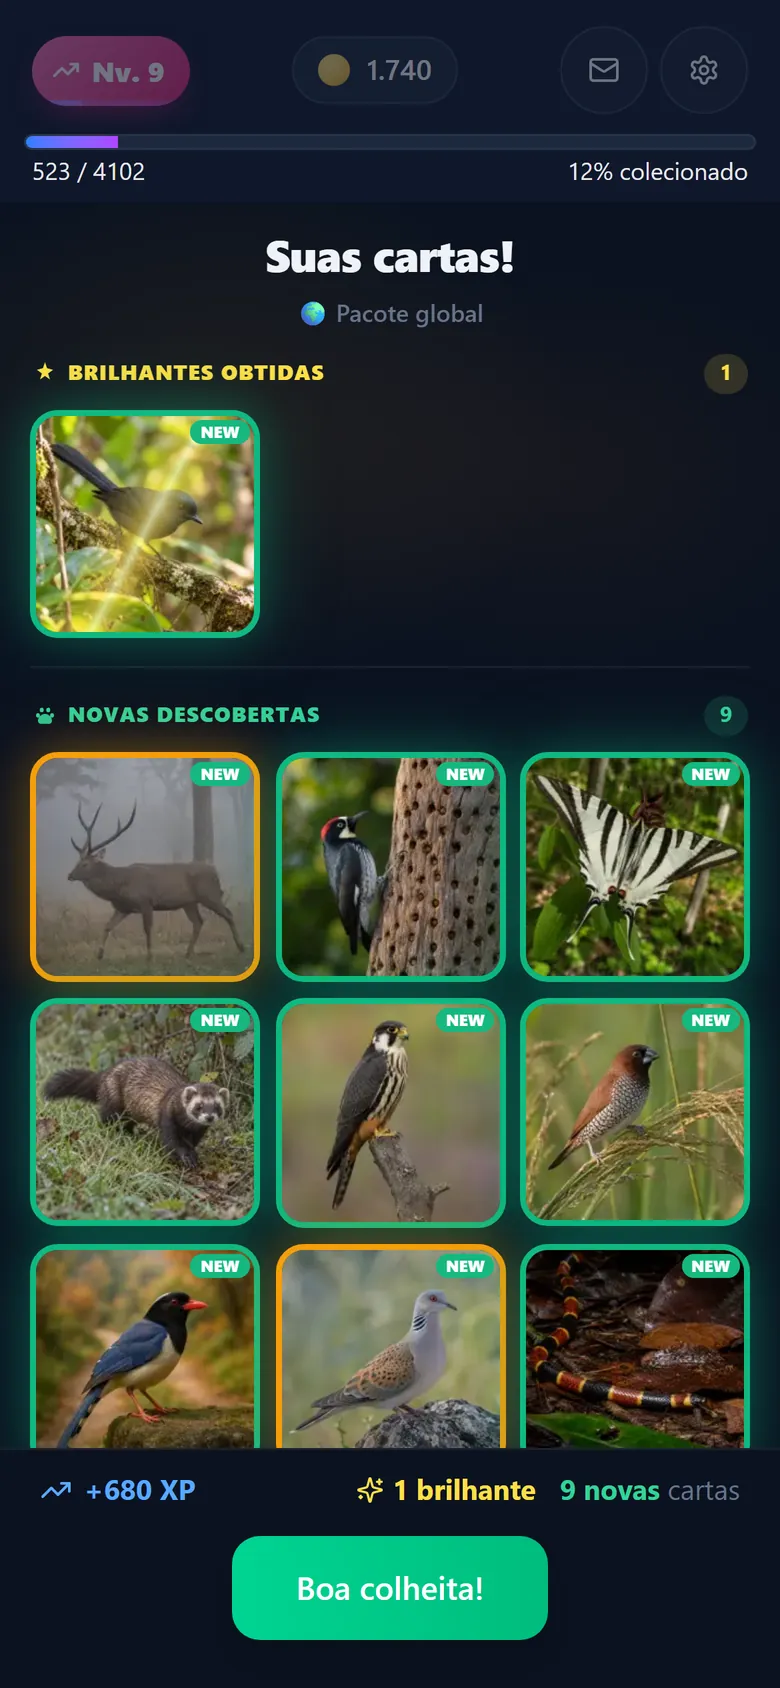 Nv. 9
1.740
523 / 4102
12% colecionado
Suas cartas!
Pacote global
BRILHANTES OBTIDAS
1
NEW
NOVAS DESCOBERTAS
9
NEW
NEW
NEW
NEW
NEW
NEW
NEW
NEW
NEW
+680 XP
1 brilhante
9 novas cartas
Boa colheita!